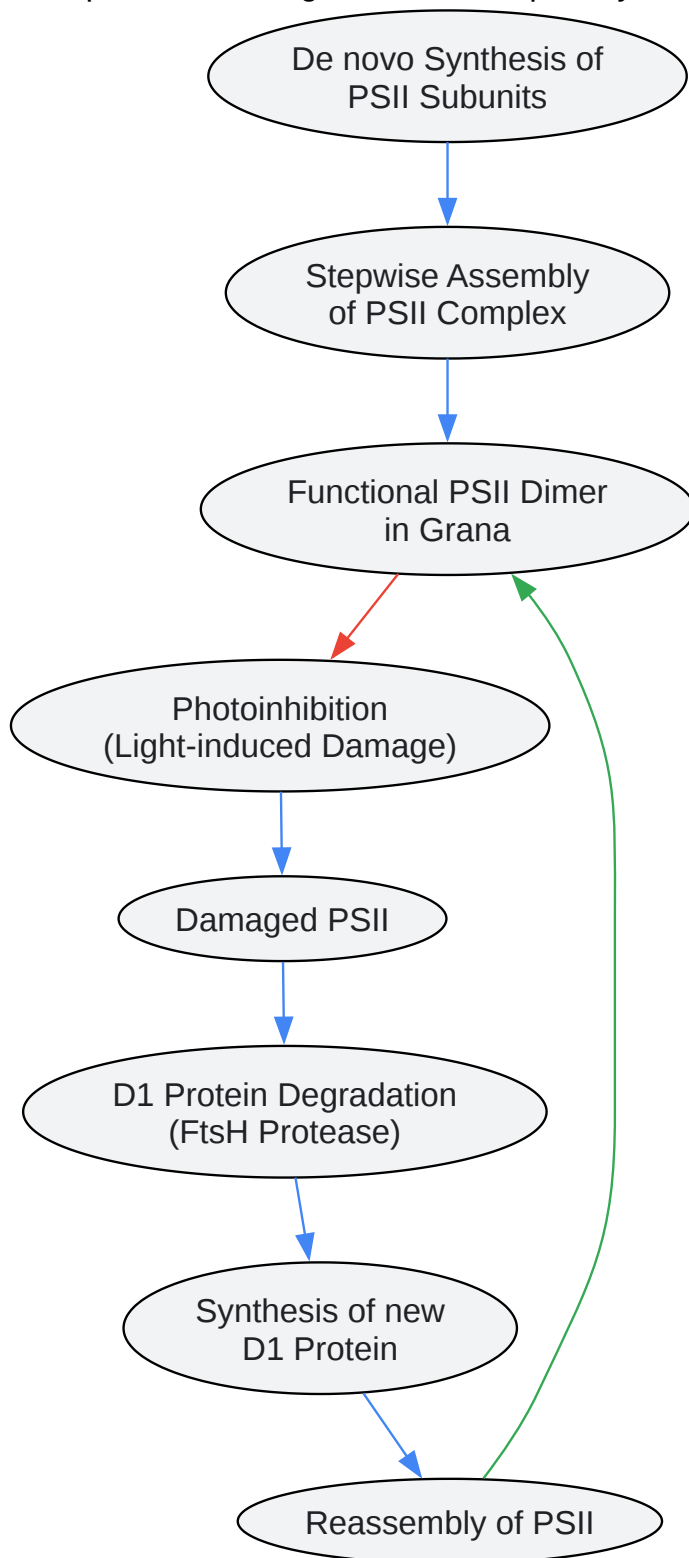 De novo Synthesis of
PSII Subunits
Stepwise Assembly
of PSII Complex
Functional PSII Dimer
in Grana
Photoinhibition
(Light-induced Damage)
Damaged PSII
D1 Protein Degradation
(FtsH Protease)
Synthesis of new
D1 Protein
Reassembly of PSII